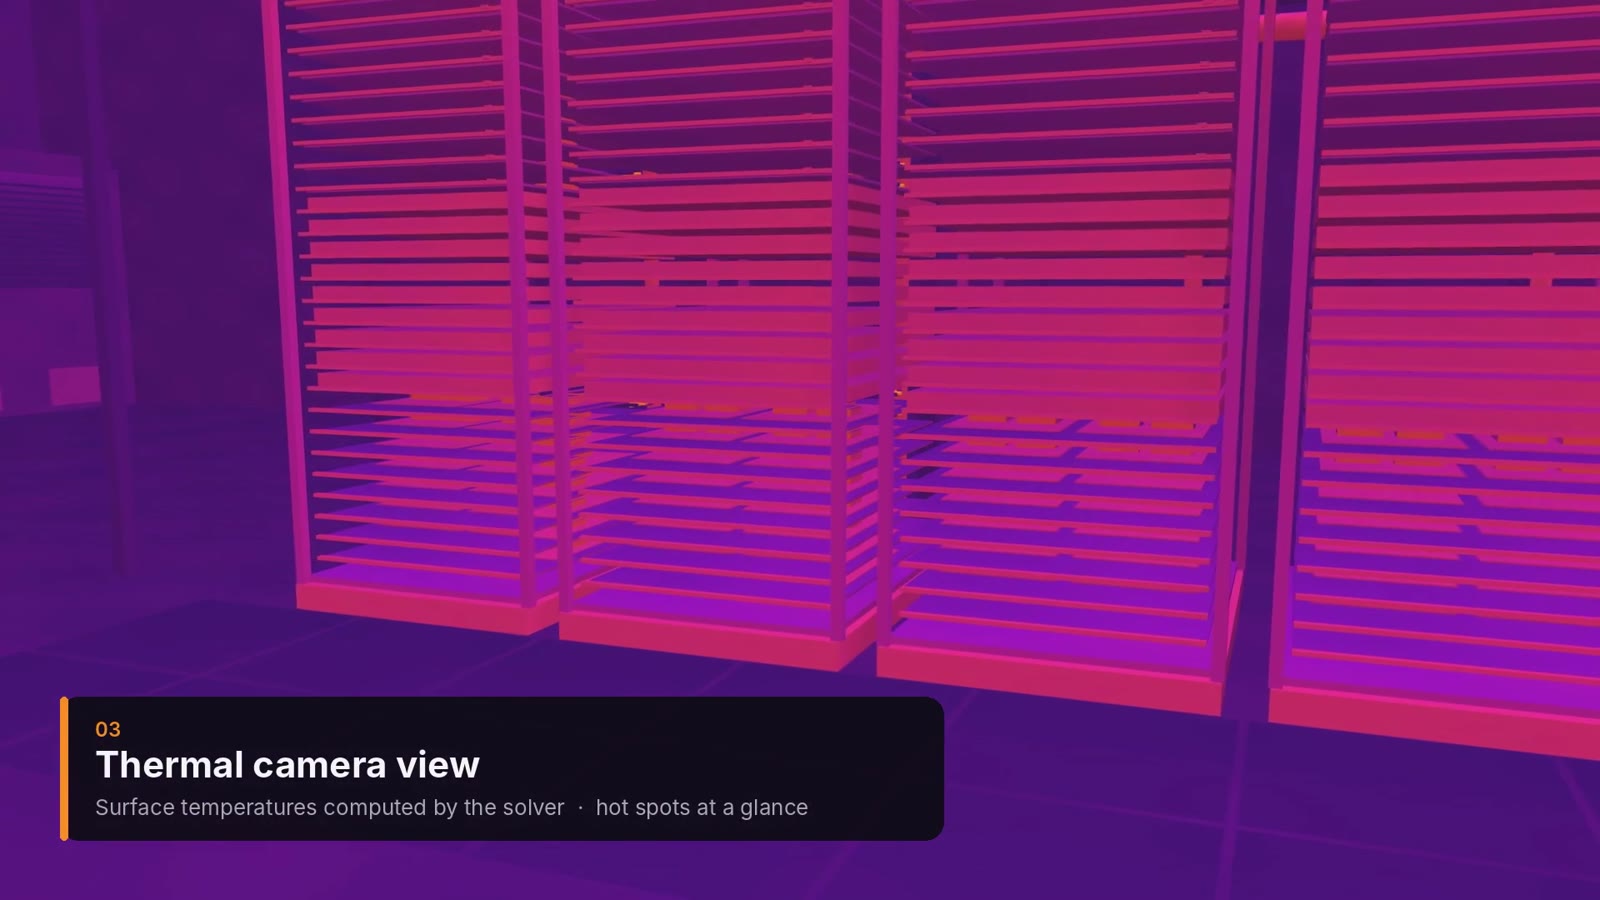 03
Thermal camera view
Surface temperatures computed by the solver · hot spots at a glance